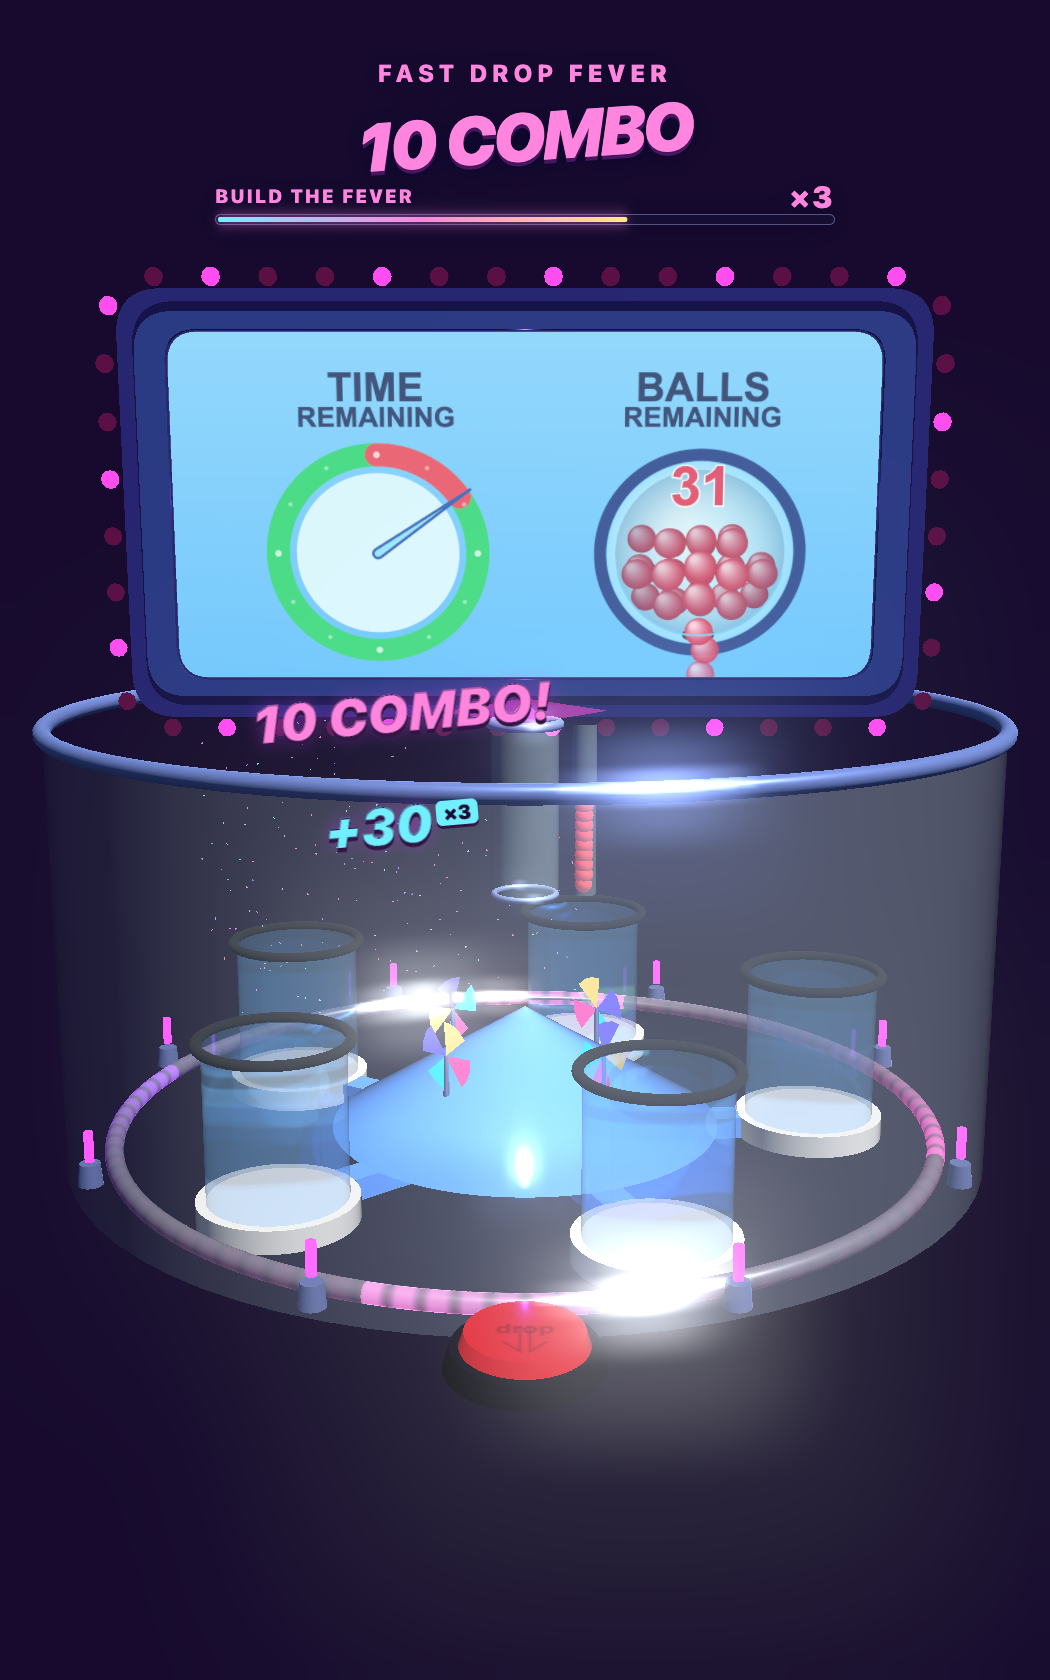 FAST DROP FEVER
10 COMBO
BUILD THE FEVER
×3
TIME
REMAINING
BALLS
REMAINING
31
10 COMBO!
+30 ×3
drop